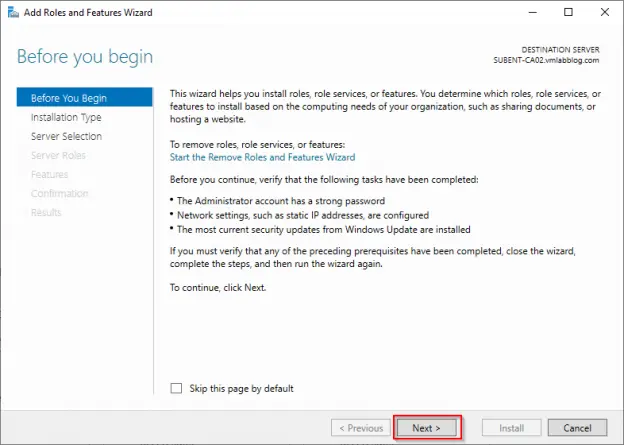 Add Roles and Features Wizard
Before you begin
DESTINATION SERVER
SUBENT-CA02.vmlabblog.com
Before You Begin
Installation Type
Server Selection
Server Roles
Features
Confirmation
Results
This wizard helps you install roles, role services, or features. You determine which roles, role services, or
features to install based on the computing needs of your organization, such as sharing documents, or
hosting a website.
To remove roles, role services, or features:
Start the Remove Roles and Features Wizard
Before you continue, verify that the following tasks have been completed:
• The Administrator account has a strong password
• Network settings, such as static IP addresses, are configured
• The most current security updates from Windows Update are installed
If you must verify that any of the preceding prerequisites have been completed, close the wizard,
complete the steps, and then run the wizard again.
To continue, click Next.
Skip this page by default
< Previous
Next >
Install
Cancel